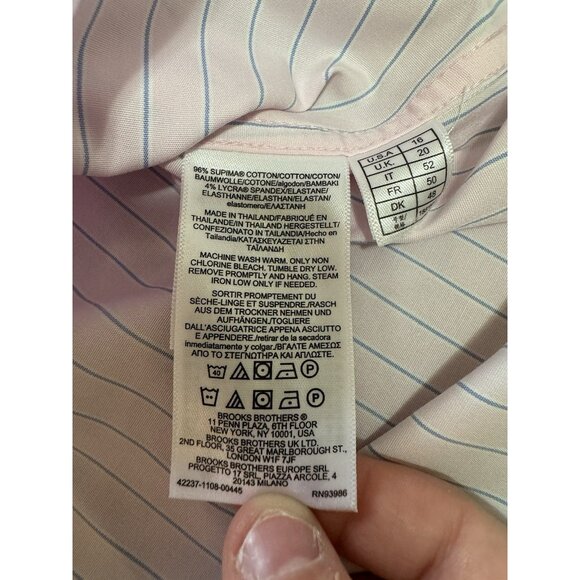 96% SUPIMA® COTTON/COTTON/COTON/
BAUMWOLLE/COTONE/algodon/BAMBAKI
4% LYCRA® SPANDEX/ELASTANE/
ELASTHANNE/ELASTHAN/ELASTAN/
elastomero/ΕΛΑΣΤΑΝΗ
MADE IN THAILAND/FABRIQUÉ EN
THAILANDE/IN THAILAND HERGESTELLT/
CONFEZIONATO IN TAILANDIA/Hecho en
Tailandia/ΚΑΤΑΣΚΕΥΑΖΕΤΑΙ ΣΤΗΝ
ΤΑΪΛΑΝΔΗ
MACHINE WASH WARM. ONLY NON
CHLORINE BLEACH. TUMBLE DRY LOW.
REMOVE PROMPTLY AND HANG. STEAM
IRON LOW ONLY IF NEEDED.
SORTIR PROMPTEMENT DU
SÈCHE-LINGE ET SUSPENDRE./RASCH
AUS DEM TROCKNER NEHMEN UND
AUFHÄNGEN./TOGLIERE
DALL'ASCIUGATRICE APPENA ASCIUTTO
E APPENDERE./retirar de la secadora
inmediatamente y colgar./ΒΓΑΛΤΕ ΑΜΕΣΩΣ
ΑΠΟ ΤΟ ΣΤΕΓΝΩΤΗΡΑ ΚΑΙ ΑΠΛΩΣΤΕ.
40
BROOKS BROTHERS ®
11 PENN PLAZA, 6TH FLOOR
NEW YORK, NY 10001, USA
BROOKS BROTHERS UK LTD.
2ND FLOOR, 35 GREAT MARLBOROUGH ST.,
LONDON W1F 7JF
BROOKS BROTHERS EUROPE SRL
PROGETTO 17 SRL, PIAZZA ARCOLE, 4
20143 MILANO
42237-1108-00445 RN93986
U.S.A. 16
U.K. 20
IT 52
FR 50
DK 48